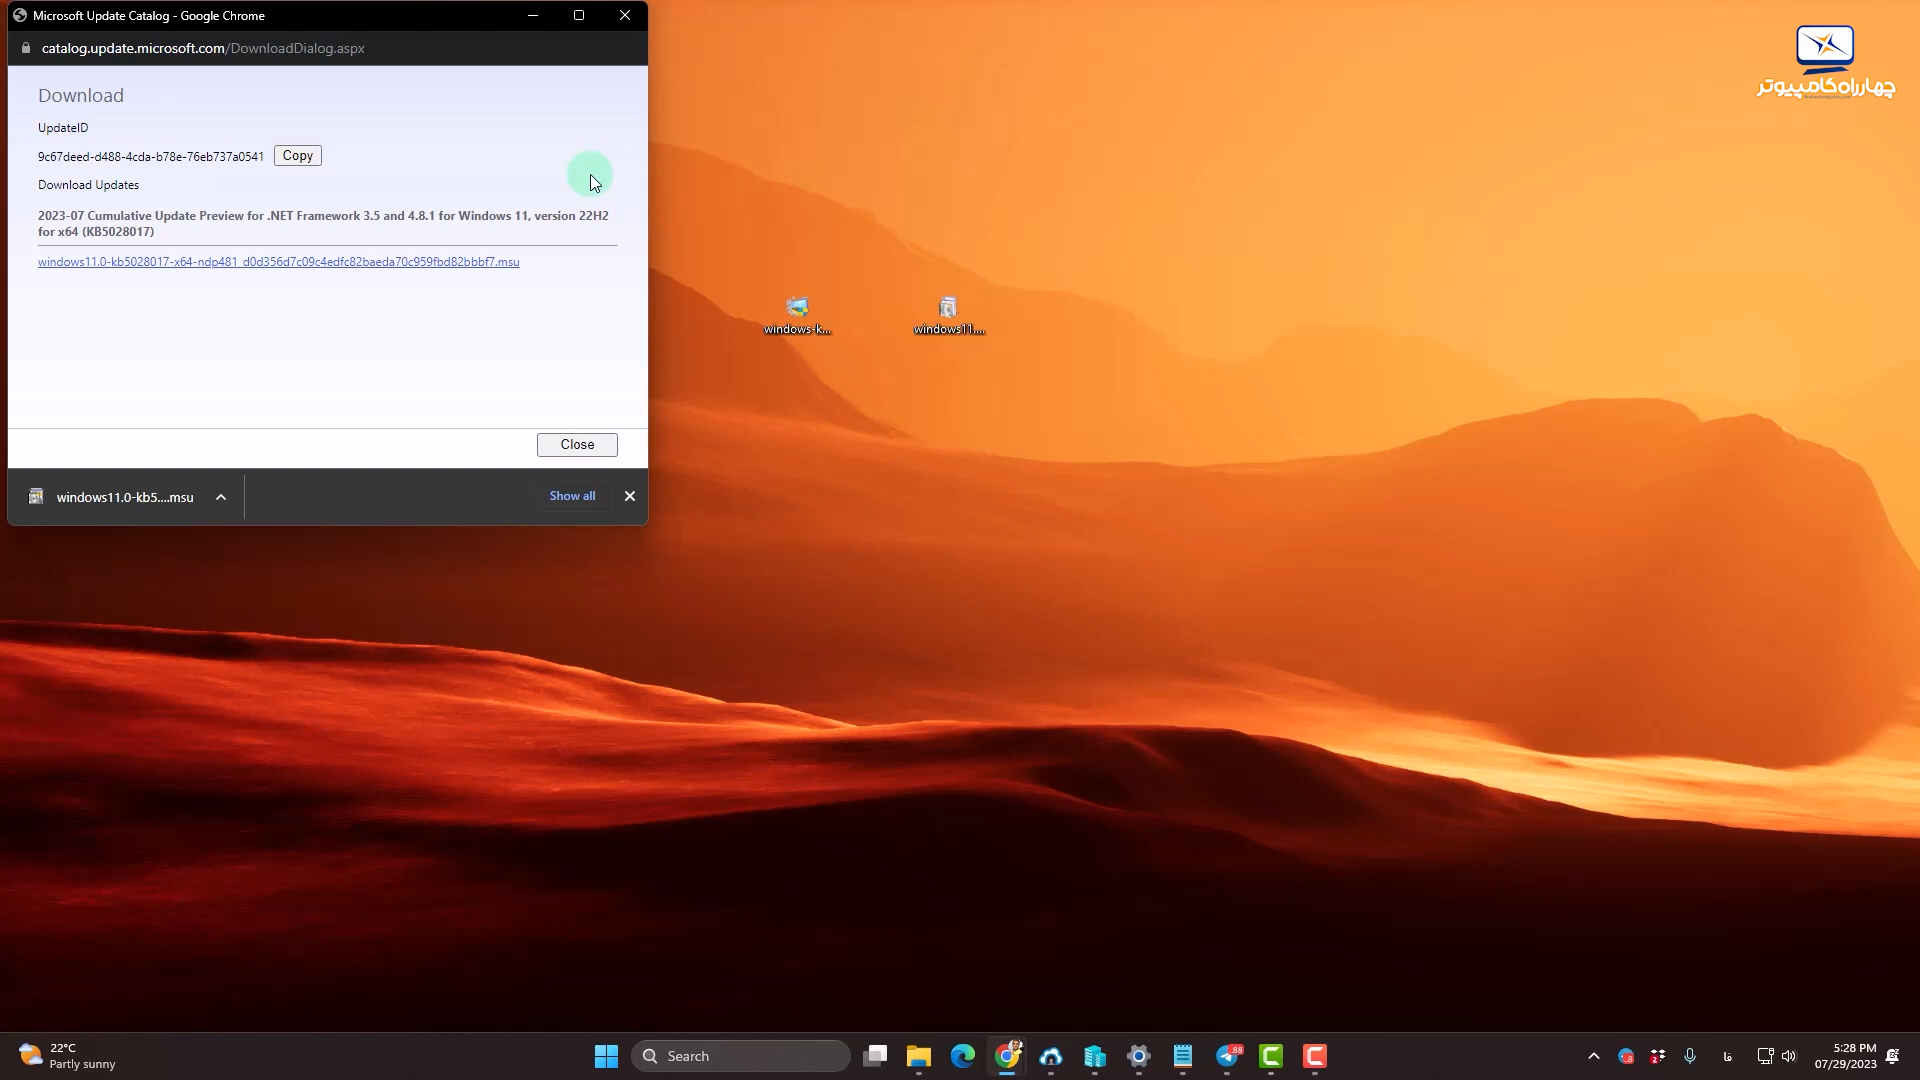 Microsoft Update Catalog - Google Chrome
catalog.update.microsoft.com/DownloadDialog.aspx
Download
UpdateID
9c67deed-d488-4cda-b78e-76eb737a0541
Copy
Download Updates
2023-07 Cumulative Update Preview for .NET Framework 3.5 and 4.8.1 for Windows 11, version 22H2
for x64 (KB5028017)
windows11.0-kb5028017-x64-ndp481_d0d356d7c09c4edfc82baeda70c959fbd82bbbf7.msu
Close
windows11.0-kb5....msu
Show all
چهارراه کامپیوتر
windows-k...
windows11....
22°C
Partly sunny
Search
88
فا
5:28 PM
07/29/2023